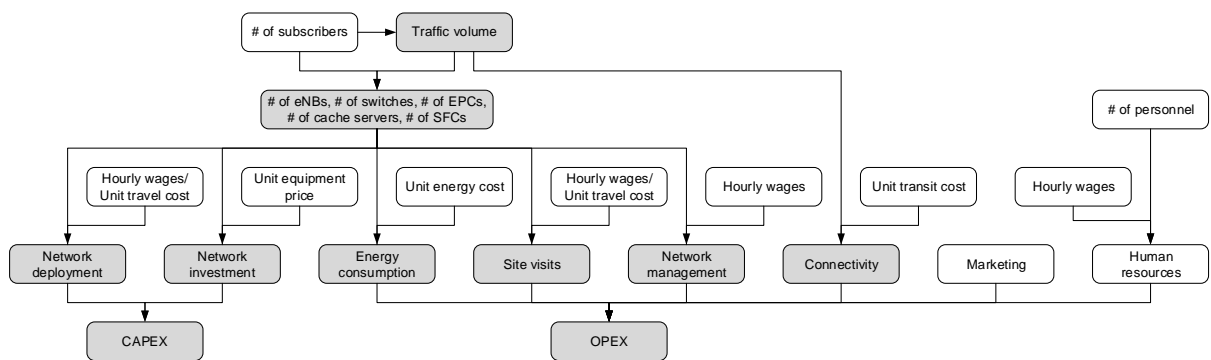 # of subscribers
Traffic volume
# of eNBs, # of switches, # of EPCs,
# of cache servers, # of SFCs
# of personnel
Hourly wages/
Unit travel cost
Unit equipment
price
Unit energy cost
Hourly wages/
Unit travel cost
Hourly wages
Unit transit cost
Hourly wages
Network
deployment
Network
investment
Energy
consumption
Site visits
Network
management
Connectivity
Marketing
Human
resources
CAPEX
OPEX